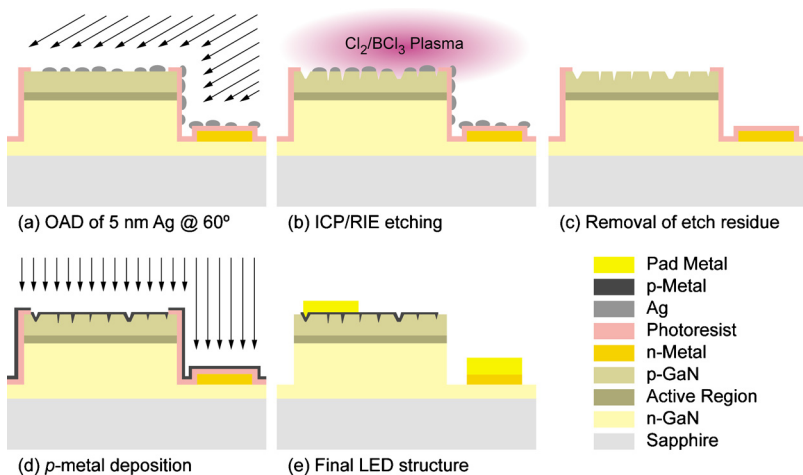 Cl2/BCl3 Plasma
(a) OAD of 5 nm Ag @ 60º
(b) ICP/RIE etching
(c) Removal of etch residue
(d) p-metal deposition
(e) Final LED structure
Pad Metal
p-Metal
Ag
Photoresist
n-Metal
p-GaN
Active Region
n-GaN
Sapphire